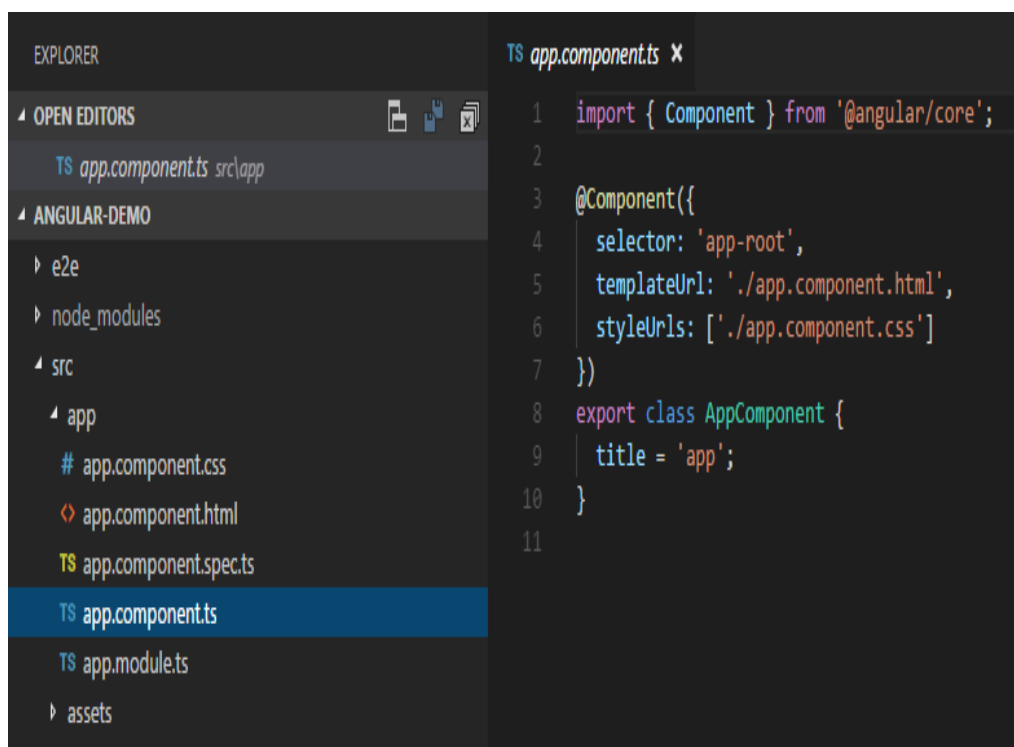 EXPLORER
OPEN EDITORS
TS app.component.ts src\app
ANGULAR-DEMO
e2e
node_modules
src
app
# app.component.css
<> app.component.html
TS app.component.spec.ts
TS app.component.ts
TS app.module.ts
assets
TS app.component.ts ×
1 import { Component } from '@angular/core';
2
3 @Component({
4   selector: 'app-root',
5   templateUrl: './app.component.html',
6   styleUrls: ['./app.component.css']
7 })
8 export class AppComponent {
9   title = 'app';
10 }
11